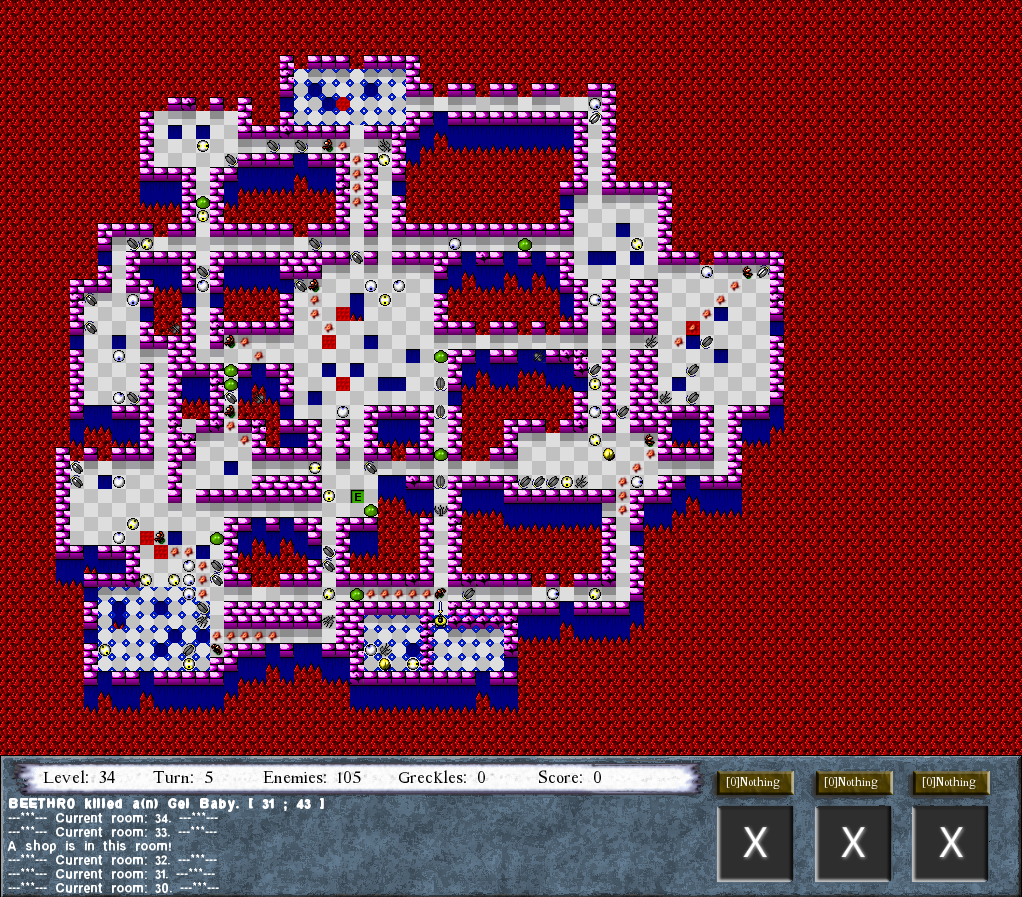 E
Level: 34 Turn: 5 Enemies: 105 Greckles: 0 Score: 0
[0]Nothing [0]Nothing [0]Nothing
BEETHRO killed a(n) Gel Baby. [ 31 ; 43 ]
---***--- Current room: 34. ---***---
---***--- Current room: 33. ---***---
A shop is in this room!
---***--- Current room: 32. ---***---
---***--- Current room: 31. ---***---
---***--- Current room: 30. ---***---
X X X